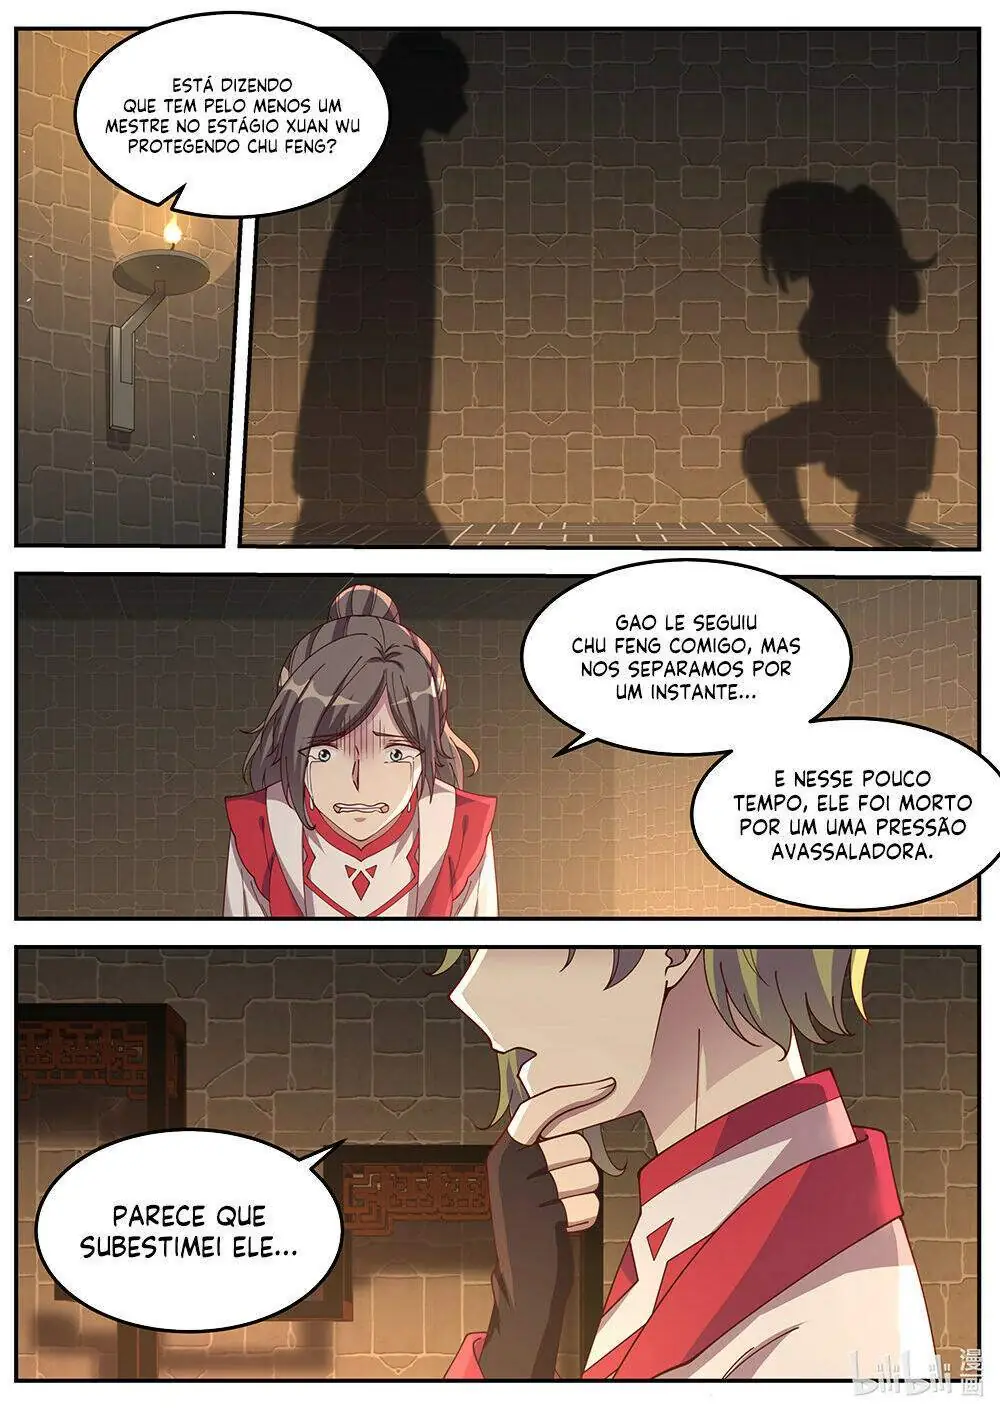 ESTÁ DIZENDO
QUE TEM PELO MENOS UM
MESTRE NO ESTÁGIO XUAN WU
PROTEGENDO CHU FENG?
GAO LE SEGUIU
CHU FENG COMIGO, MAS
NOS SEPARAMOS POR
UM INSTANTE...
E NESSE POUCO
TEMPO, ELE FOI MORTO
POR UM UMA PRESSÃO
AVASSALADORA.
PARECE QUE
SUBESTIMEI ELE...
bilibili 漫画